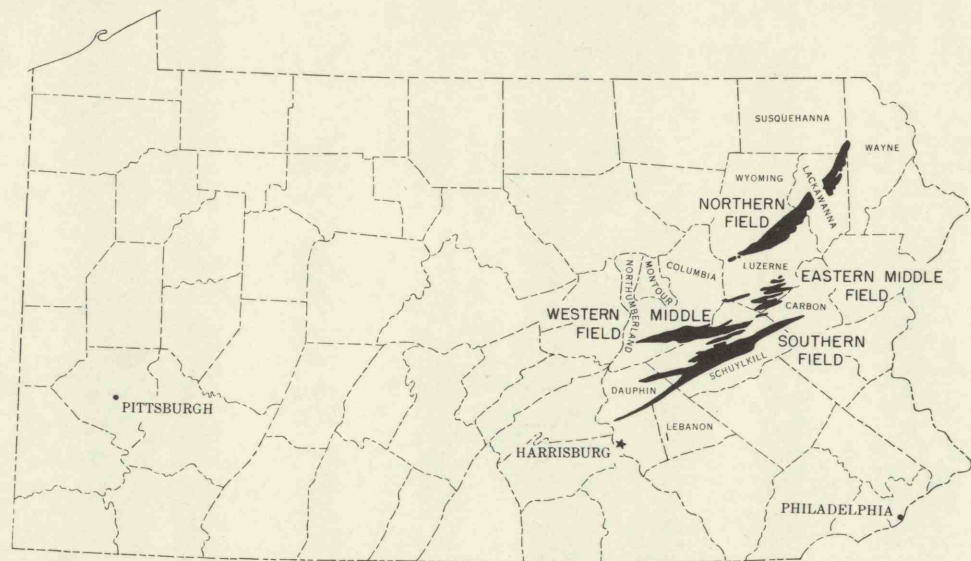 SUSQUEHANNA
WAYNE
WYOMING
LACKAWANNA
NORTHERN
FIELD
LUZERNE
COLUMBIA
MONTOUR
NORTHUMBERLAND
EASTERN MIDDLE
FIELD
CARBON
WESTERN MIDDLE
FIELD
SOUTHERN
FIELD
SCHUYLKILL
DAUPHIN
LEBANON
PITTSBURGH
HARRISBURG
PHILADELPHIA